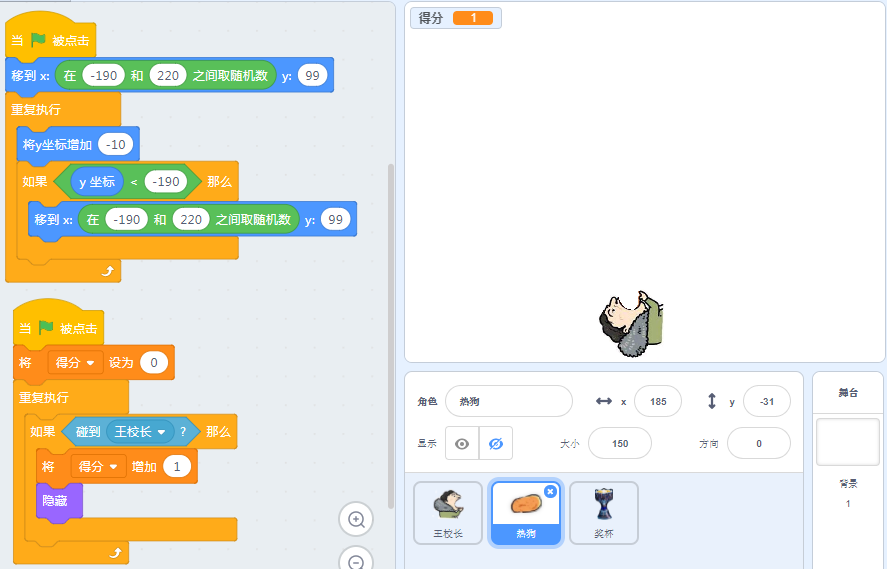 当 被点击
移到 x: 在 -190 和 220 之间取随机数 y: 99
重复执行
将y坐标增加 -10
如果 y 坐标 < -190 那么
移到 x: 在 -190 和 220 之间取随机数 y: 99
当 被点击
将 得分 设为 0
重复执行
如果 碰到 王校长 ? 那么
将 得分 增加 1
隐藏
得分 1
角色 热狗 x 185 y -31
显示 大小 150 方向 0
王校长 热狗 奖杯
舞台
背景
1